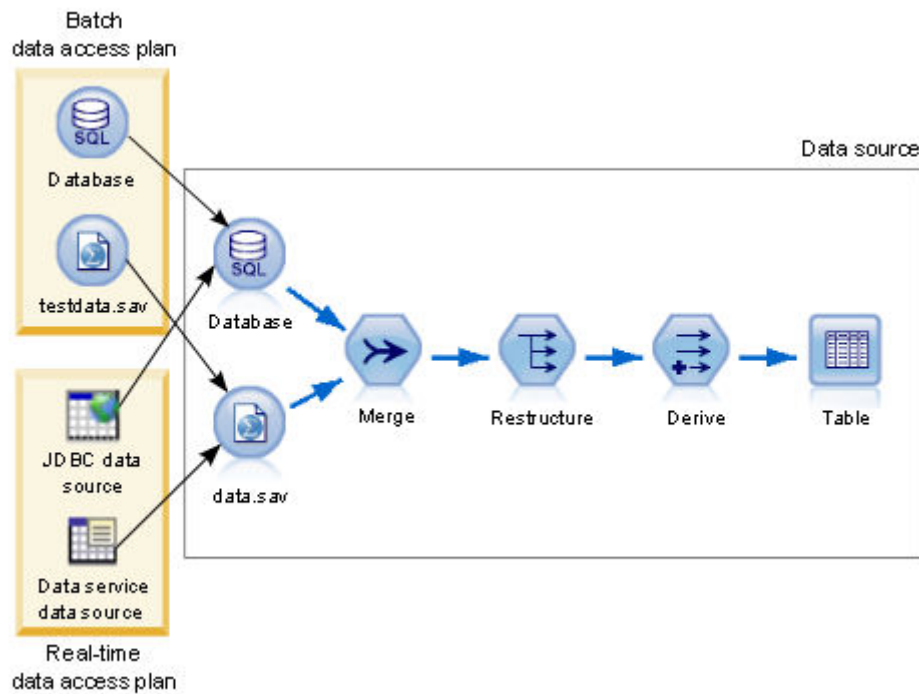 Batch
data access plan
SQL
Database
testdata.sav
JDBC data
source
Data service
data source
Real-time
data access plan
Data source
SQL
Database
data.sav
Merge
Restructure
Derive
Table